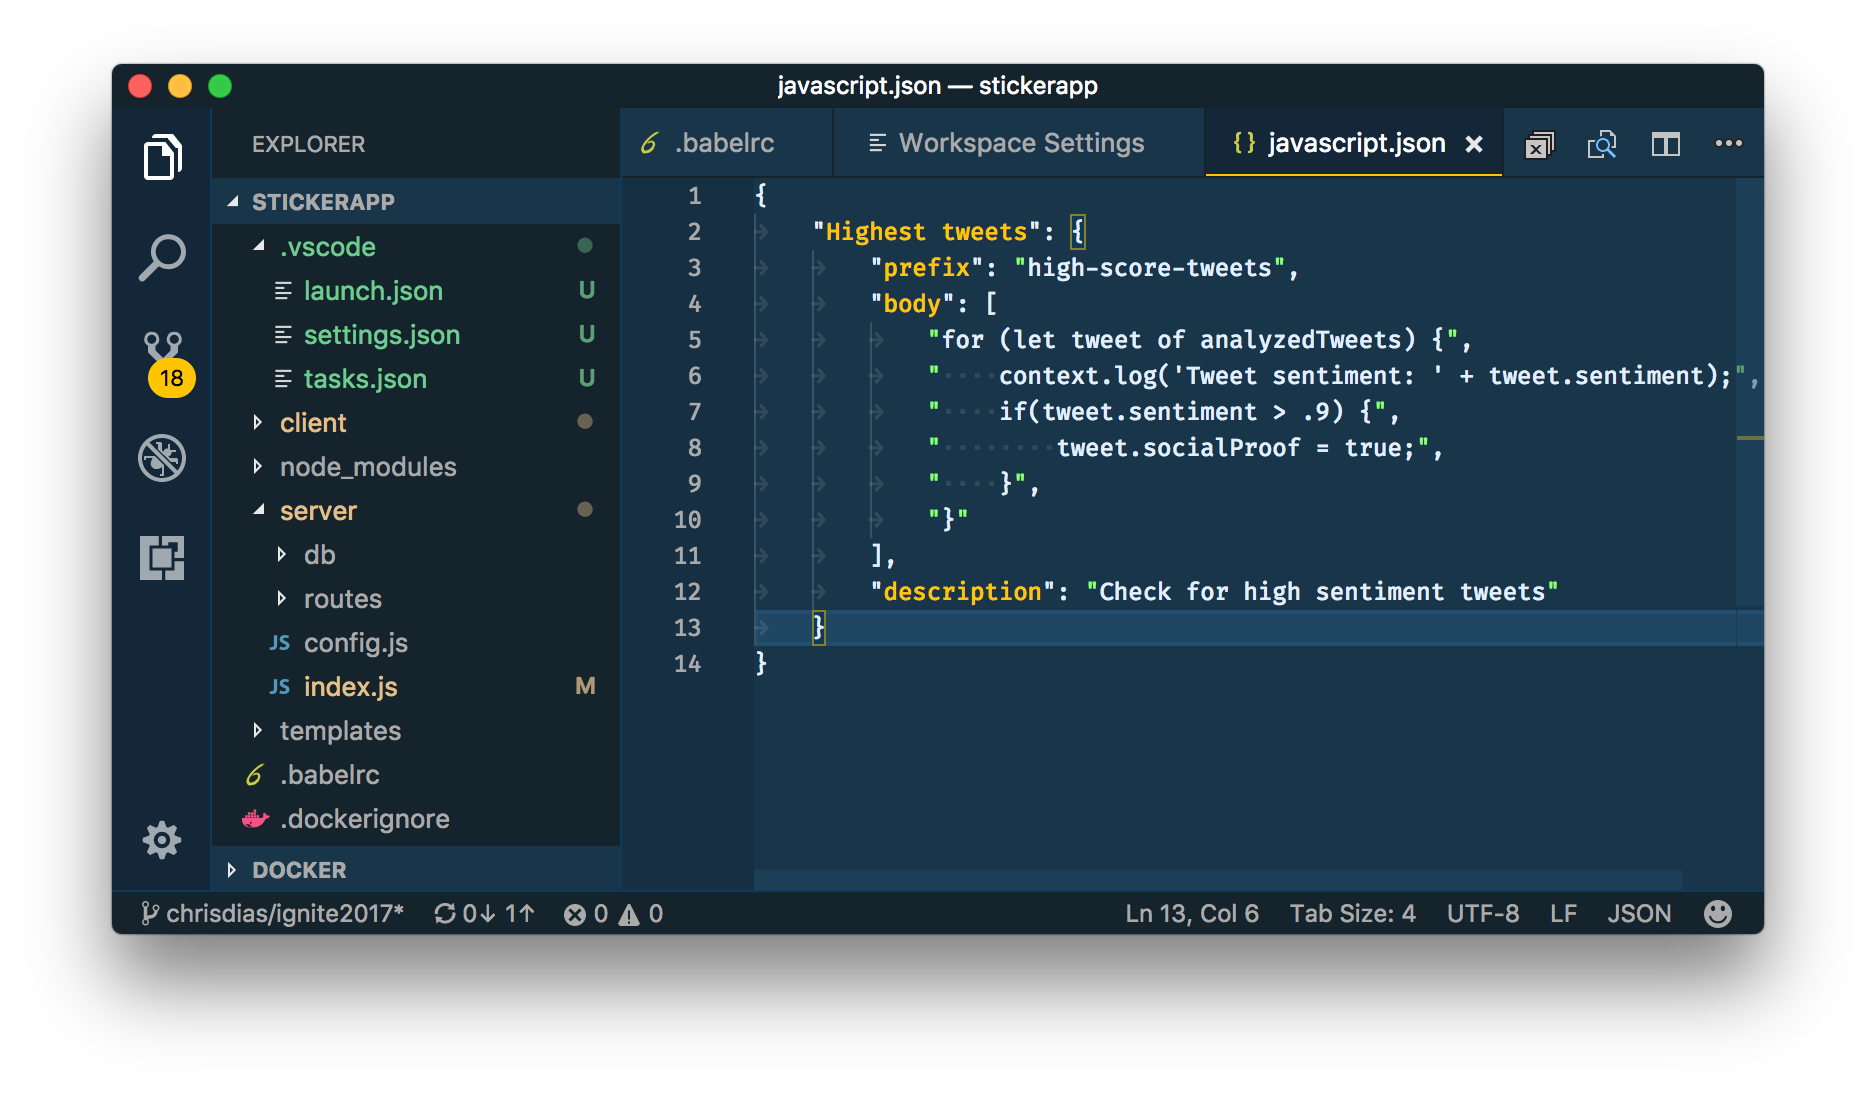 javascript.json — stickerapp
EXPLORER
STICKERAPP
.vscode
launch.json U
settings.json U
tasks.json U
client
node_modules
server
db
routes
JS config.js
JS index.js M
templates
.babelrc
.dockerignore
DOCKER
18
.babelrc
Workspace Settings
{} javascript.json ×
1 {
2 "Highest tweets": {
3 "prefix": "high-score-tweets",
4 "body": [
5 "for (let tweet of analyzedTweets) {",
6 "    context.log('Tweet sentiment: ' + tweet.sentiment);",
7 "    if(tweet.sentiment > .9) {",
8 "        tweet.socialProof = true;",
9 "    }",
10 "}"
11 ],
12 "description": "Check for high sentiment tweets"
13 }
14 }
chrisdias/ignite2017* 0↓ 1↑ 0 0
Ln 13, Col 6 Tab Size: 4 UTF-8 LF JSON